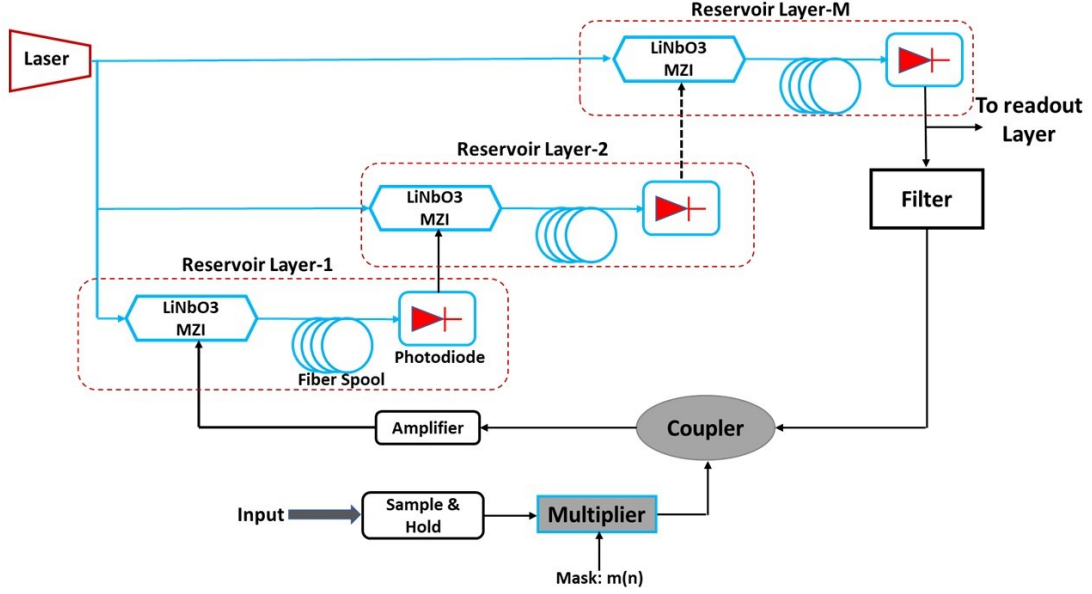 Reservoir Layer-M
Laser
LiNbO3
MZI
To readout
Layer
Reservoir Layer-2
LiNbO3
MZI
Filter
Reservoir Layer-1
LiNbO3
MZI
Photodiode
Fiber Spool
Amplifier
Coupler
Input
Sample &
Hold
Multiplier
Mask: m(n)